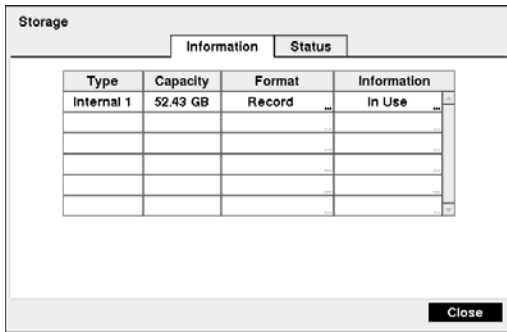 Storage
Information Status
Type Capacity Format Information
Internal 1 52.43 GB Record ... In Use ...
Close